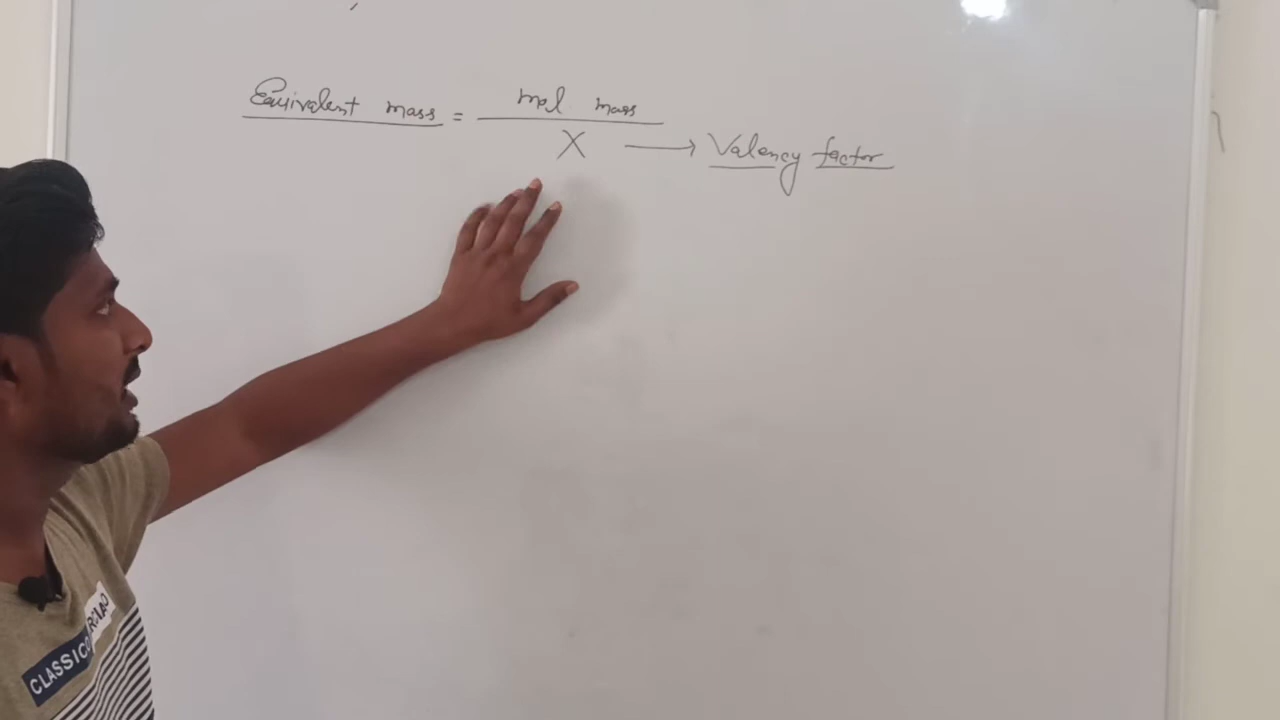 Equivalent mass = mol. mass
X → Valency factor
CLASSIC